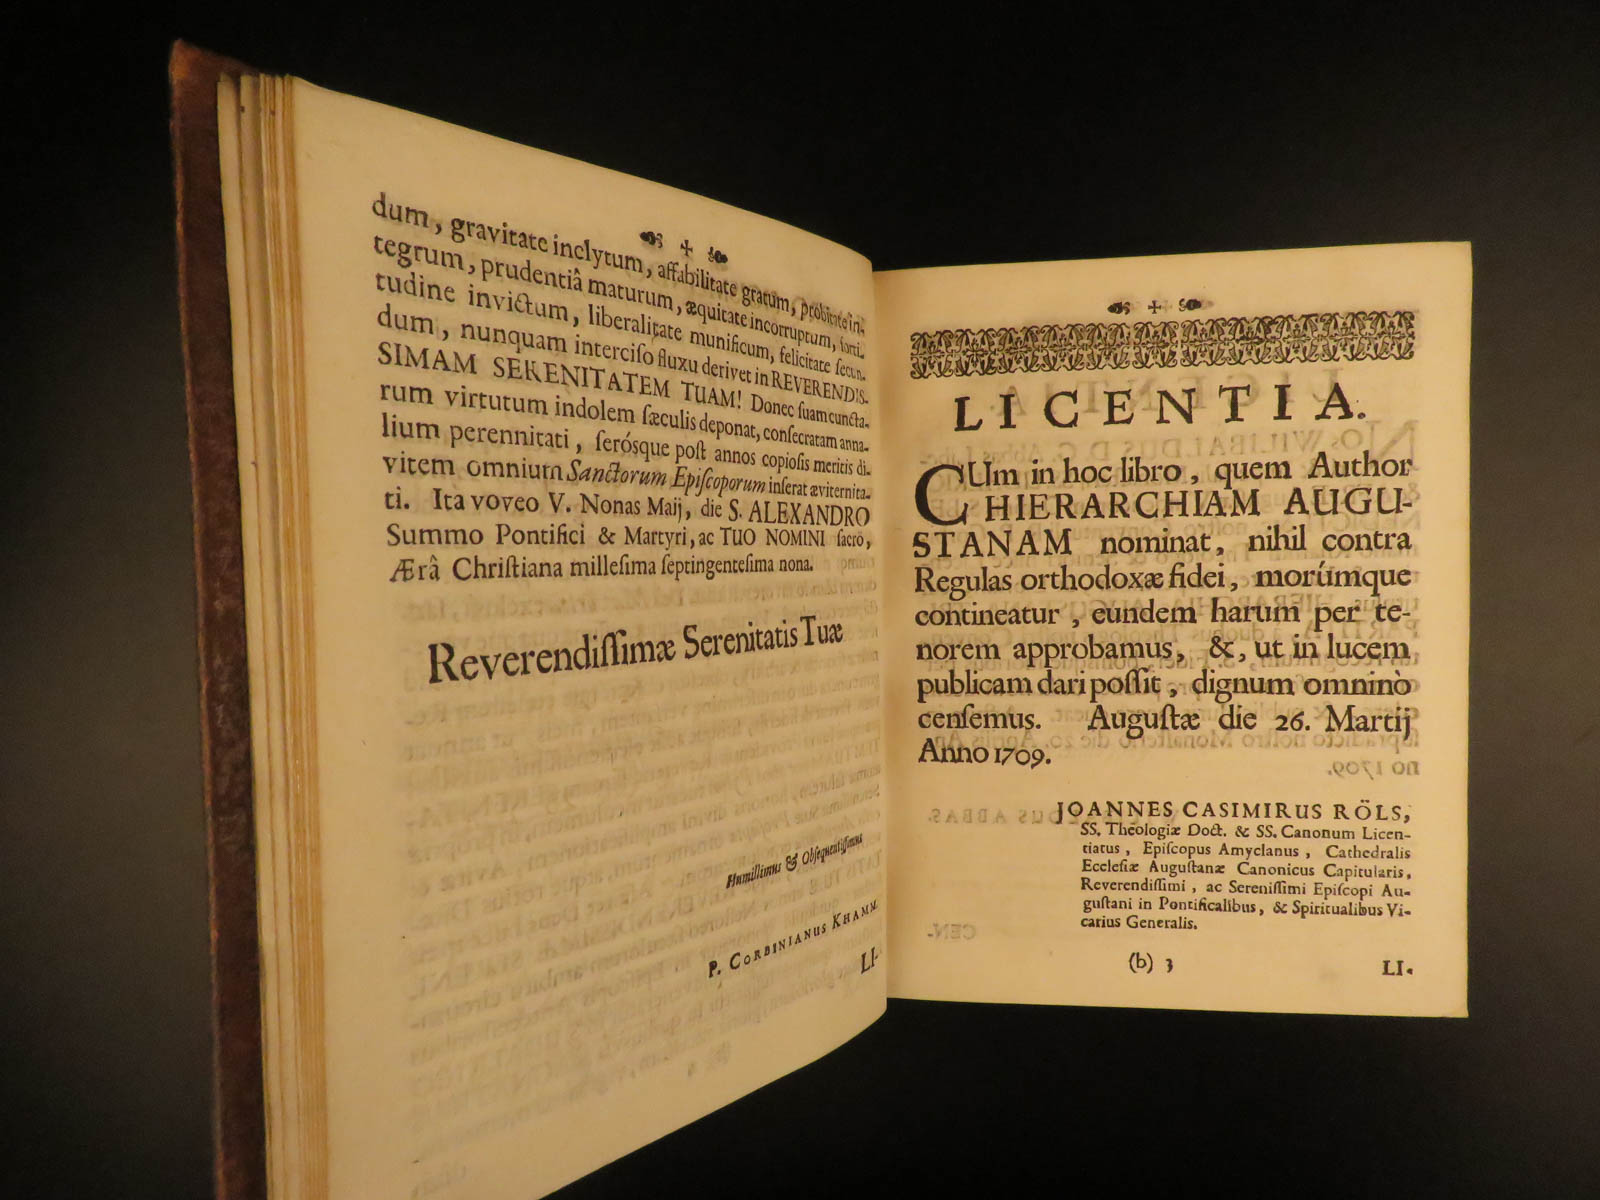 dum, gravitate inclytum, affabilitate gratum, probitate in-
tegrum, prudentiâ maturum, æquitate incorruptum, forti-
tudine invictum, liberalitate munificum, felicitate fecun-
dum, nunquam interciſo fluxu derivet in REVERENDIS-
SIMAM SERENITATEM TUAM! Donec ſuam cuncta-
rum virtutum indolem ſæculis deponat, conſecratam anna-
lium perennitati, ſerósque poſt annos copioſis meritis di-
vitem omnium Sanctorum Epiſcoporum inſerat æviternita-
ti. Ita voveo V. Nonas Maij, die S. ALEXANDRO
Summo Pontifici & Martyri, ac TUO NOMINI ſacrô,
Ærâ Chriſtiana milleſima ſeptingenteſima nona.
Reverendiſſimæ Serenitatis Tuæ
Humillimus & Obſequentiſſimus
P. CORBINIANUS KHAMM.
LI-
LICENTIA.
CUm in hoc libro, quem Author
HIERARCHIAM AUGU-
STANAM nominat, nihil contra
Regulas orthodoxæ fidei, morúmque
contineatur, eundem harum per te-
norem approbamus, &, ut in lucem
publicam dari poſſit, dignum omninò
cenſemus. Auguſtæ die 26. Martij
Anno 1709.
JOANNES CASIMIRUS RÖLS,
SS. Theologiæ Doct. & SS. Canonum Licen-
tiatus, Epiſcopus Amyclanus, Cathedralis
Eccleſiæ Auguſtanæ Canonicus Capitularis,
Reverendiſſimi, ac Sereniſſimi Epiſcopi Au-
guſtani in Pontificalibus, & Spiritualibus Vi-
carius Generalis.
(b) 3
LI.